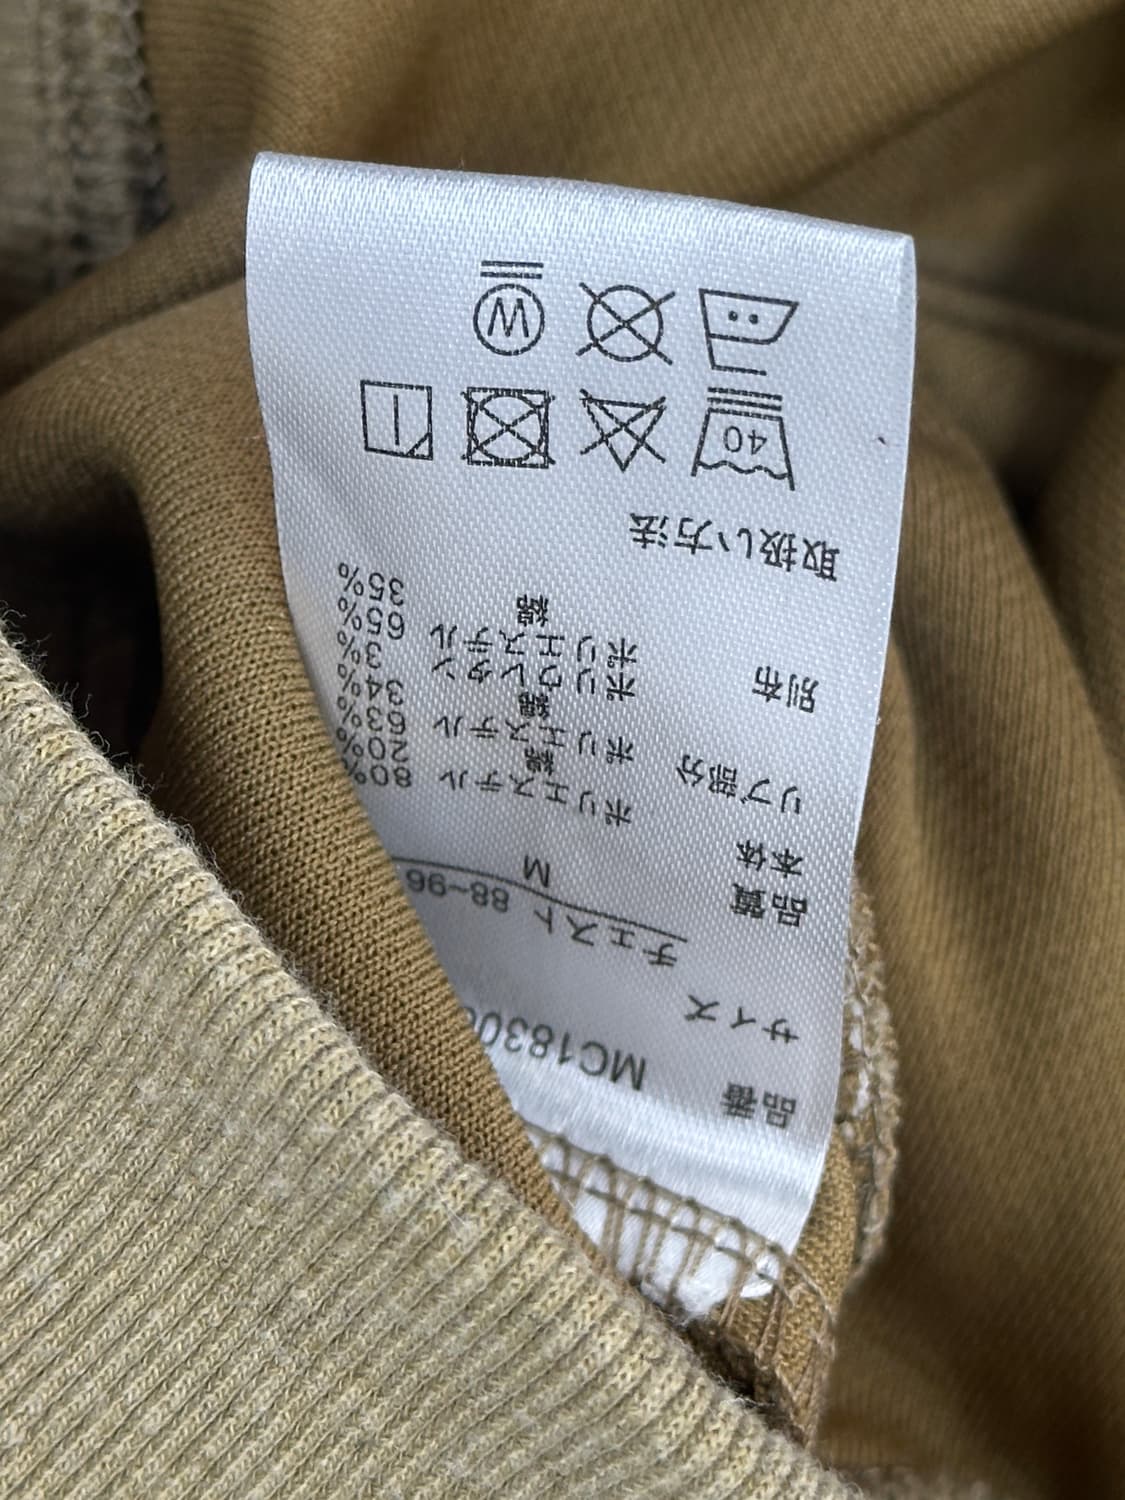 品番 MC1830
サイズ チェスト 88~96
M
品質
本体 ポリエステル 80%
綿 20%
リブ部分 ポリエステル 63%
綿 34%
ポリウレタン 3%
別布 ポリエステル 65%
綿 35%
取扱い方法
40
W